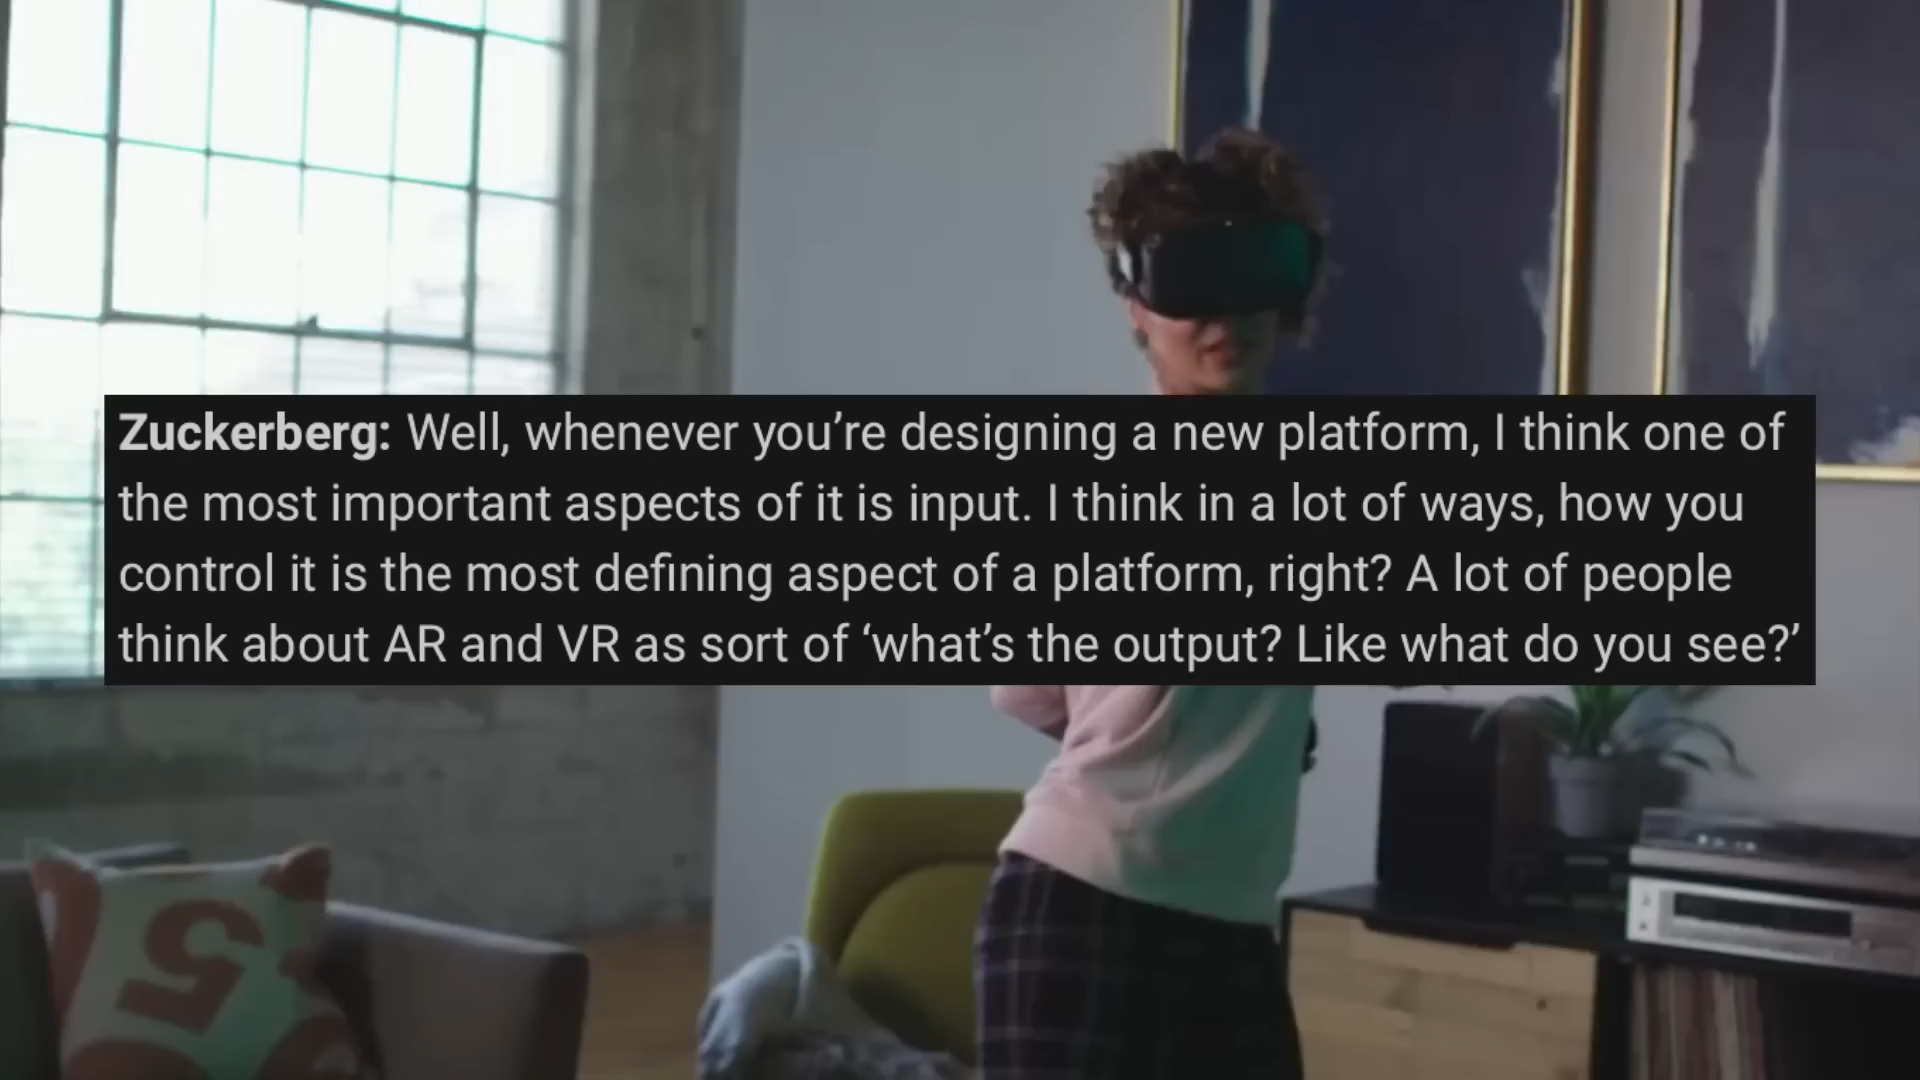 Zuckerberg: Well, whenever you’re designing a new platform, I think one of
the most important aspects of it is input. I think in a lot of ways, how you
control it is the most defining aspect of a platform, right? A lot of people
think about AR and VR as sort of ‘what’s the output? Like what do you see?’
5